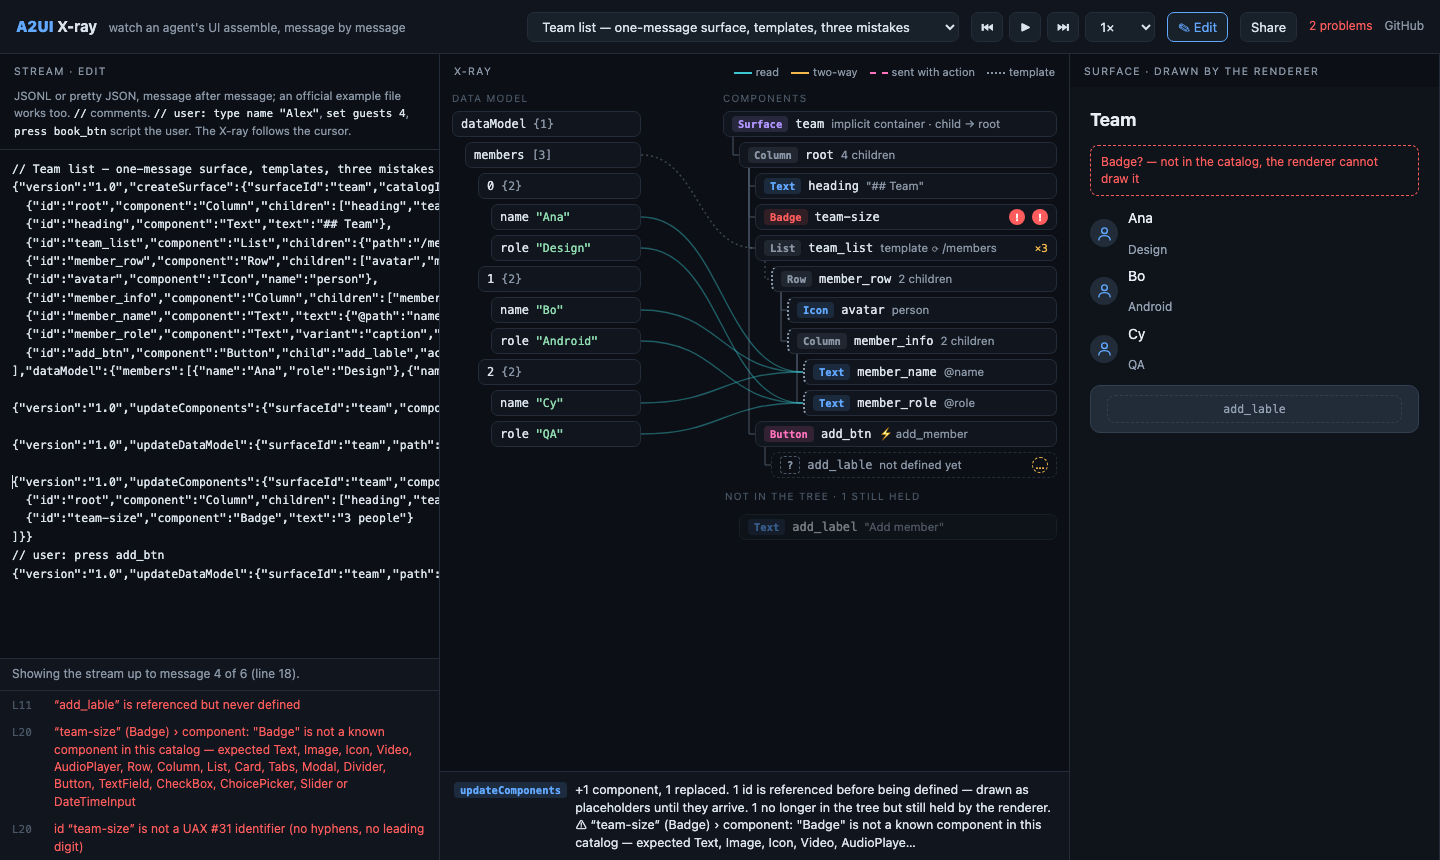 A2UI X-ray watch an agent's UI assemble, message by message
Team list — one-message surface, templates, three mistakes
1×
✎ Edit
Share
2 problems
GitHub
STREAM · EDIT
JSONL or pretty JSON, message after message; an official example file
works too. // comments. // user: type name "Alex", set guests 4,
press book_btn script the user. The X-ray follows the cursor.
// Team list — one-message surface, templates, three mistakes
{"version":"1.0","createSurface":{"surfaceId":"team","catalogI
{"id":"root","component":"Column","children":["heading","tea
{"id":"heading","component":"Text","text":"## Team"},
{"id":"team_list","component":"List","children":{"path":"/me
{"id":"member_row","component":"Row","children":["avatar","m
{"id":"avatar","component":"Icon","name":"person"},
{"id":"member_info","component":"Column","children":["member
{"id":"member_name","component":"Text","text":{"@path":"name
{"id":"member_role","component":"Text","variant":"caption","
{"id":"add_btn","component":"Button","child":"add_lable","ac
],"dataModel":{"members":[{"name":"Ana","role":"Design"},{"nam
{"version":"1.0","updateComponents":{"surfaceId":"team","compo
{"version":"1.0","updateDataModel":{"surfaceId":"team","path":
{"version":"1.0","updateComponents":{"surfaceId":"team","compo
{"id":"root","component":"Column","children":["heading","tea
{"id":"team-size","component":"Badge","text":"3 people"}
]}}
// user: press add_btn
{"version":"1.0","updateDataModel":{"surfaceId":"team","path":
Showing the stream up to message 4 of 6 (line 18).
L11 “add_lable” is referenced but never defined
L20 “team-size” (Badge) › component: "Badge" is not a known
component in this catalog — expected Text, Image, Icon, Video,
AudioPlayer, Row, Column, List, Card, Tabs, Modal, Divider,
Button, TextField, CheckBox, ChoicePicker, Slider or
DateTimeInput
L20 id “team-size” is not a UAX #31 identifier (no hyphens, no leading
digit)
X-RAY
read two-way sent with action template
DATA MODEL
dataModel {1}
members [3]
0 {2}
name "Ana"
role "Design"
1 {2}
name "Bo"
role "Android"
2 {2}
name "Cy"
role "QA"
COMPONENTS
Surface team implicit container · child → root
Column root 4 children
Text heading "## Team"
Badge team-size ! !
List team_list template ⟳ /members ×3
Row member_row 2 children
Icon avatar person
Column member_info 2 children
Text member_name @name
Text member_role @role
Button add_btn ⚡ add_member
? add_lable not defined yet …
NOT IN THE TREE · 1 STILL HELD
Text add_label "Add member"
updateComponents +1 component, 1 replaced. 1 id is referenced before being defined — drawn as
placeholders until they arrive. 1 no longer in the tree but still held by the renderer.
⚠ “team-size” (Badge) › component: "Badge" is not a known component in this
catalog — expected Text, Image, Icon, Video, AudioPlaye…
SURFACE · DRAWN BY THE RENDERER
Team
Badge? — not in the catalog, the renderer cannot
draw it
Ana
Design
Bo
Android
Cy
QA
add_lable